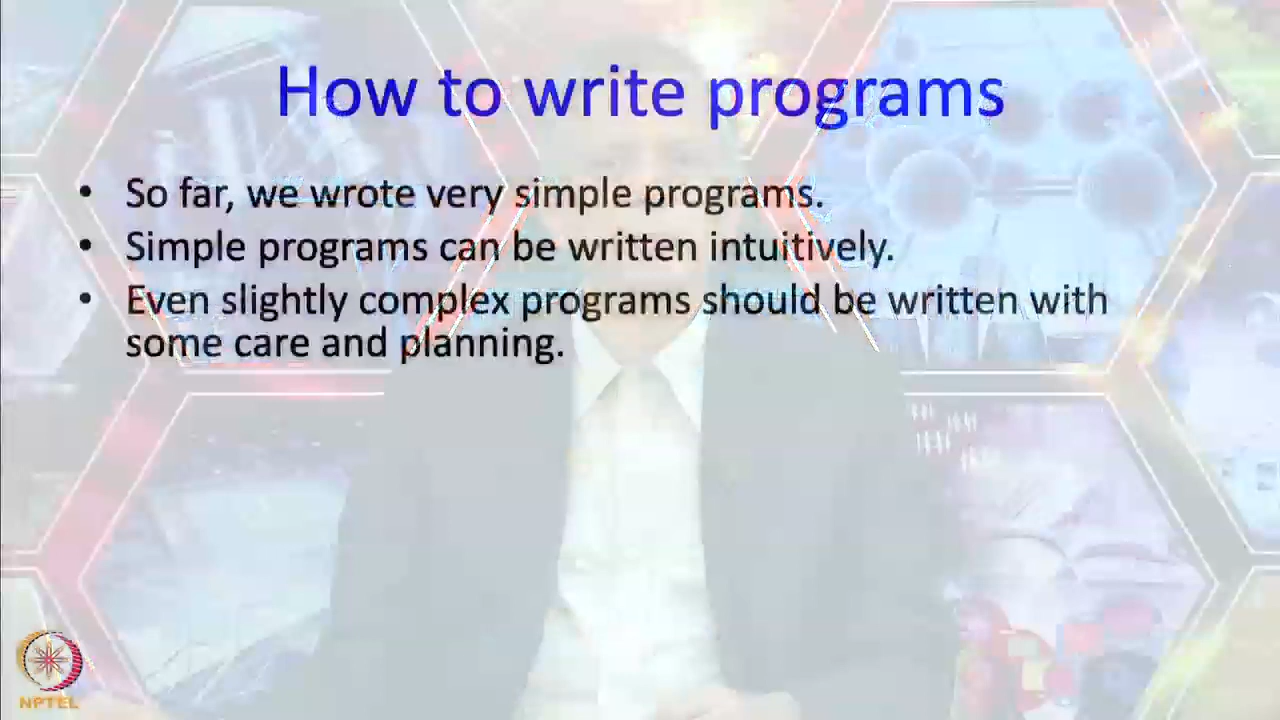 How to write programs
• So far, we wrote very simple programs.
• Simple programs can be written intuitively.
• Even slightly complex programs should be written with
some care and planning.
NPTEL